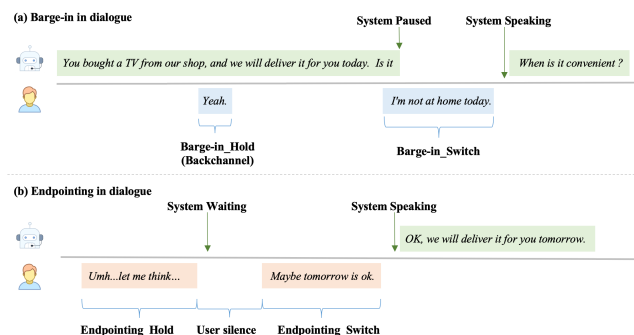 (a) Barge-in in dialogue
System Paused
System Speaking
You bought a TV from our shop, and we will deliver it for you today. Is it
When is it convenient ?
Yeah.
I'm not at home today.
Barge-in_Hold
(Backchannel)
Barge-in_Switch
(b) Endpointing in dialogue
System Waiting
System Speaking
OK, we will deliver it for you tomorrow.
Umh...let me think…
Maybe tomorrow is ok.
Endpointing_Hold
User silence
Endpointing_Switch